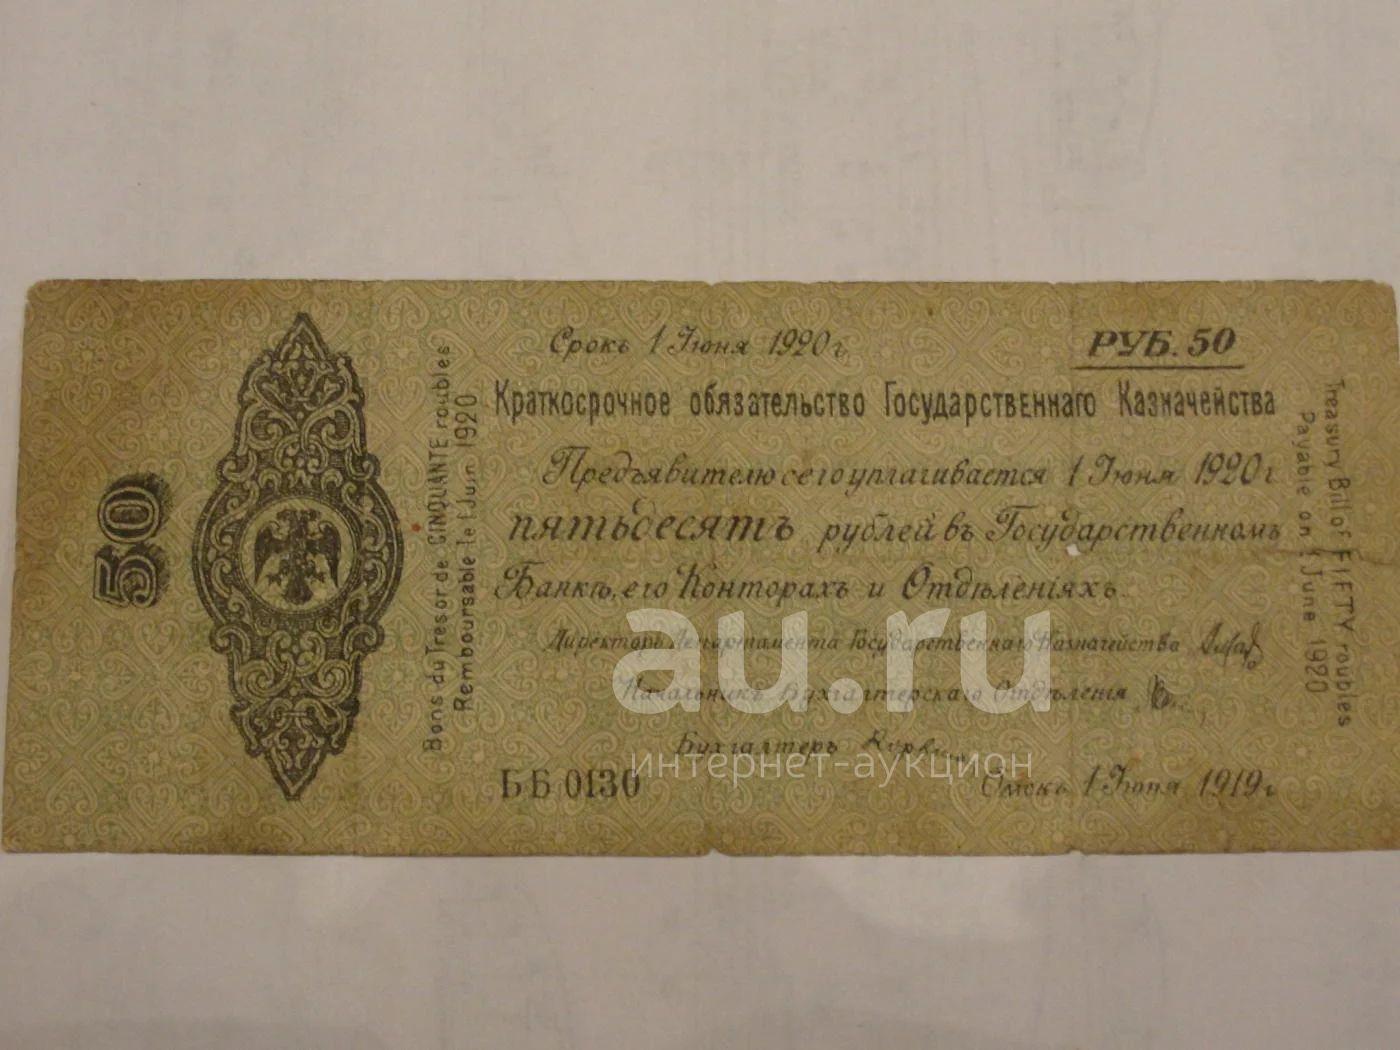 50
Bons du Tresor de CINQUANTE roubles
Remboursable le 1 Juin 1920
Срокъ 1 Іюня 1920 г
РУБ. 50
Краткосрочное обязательство Государственнаго Казначейства
Предъявителю сего уплачивается 1 Іюня 1920 г
пятьдесятъ рублей въ Государственномъ
Банкѣ, его Конторахъ и Отдѣленіяхъ
Директоръ Департамента Государственнаго Казначейства
Начальникъ Бухгалтерскаго Отдѣленія
Бухгалтеръ
ББ 0130
Омскъ 1 Іюня 1919 г
Treasury Bill of FIFTY roubles
Payable on 1 June 1920
au.ru
интернет-аукцион